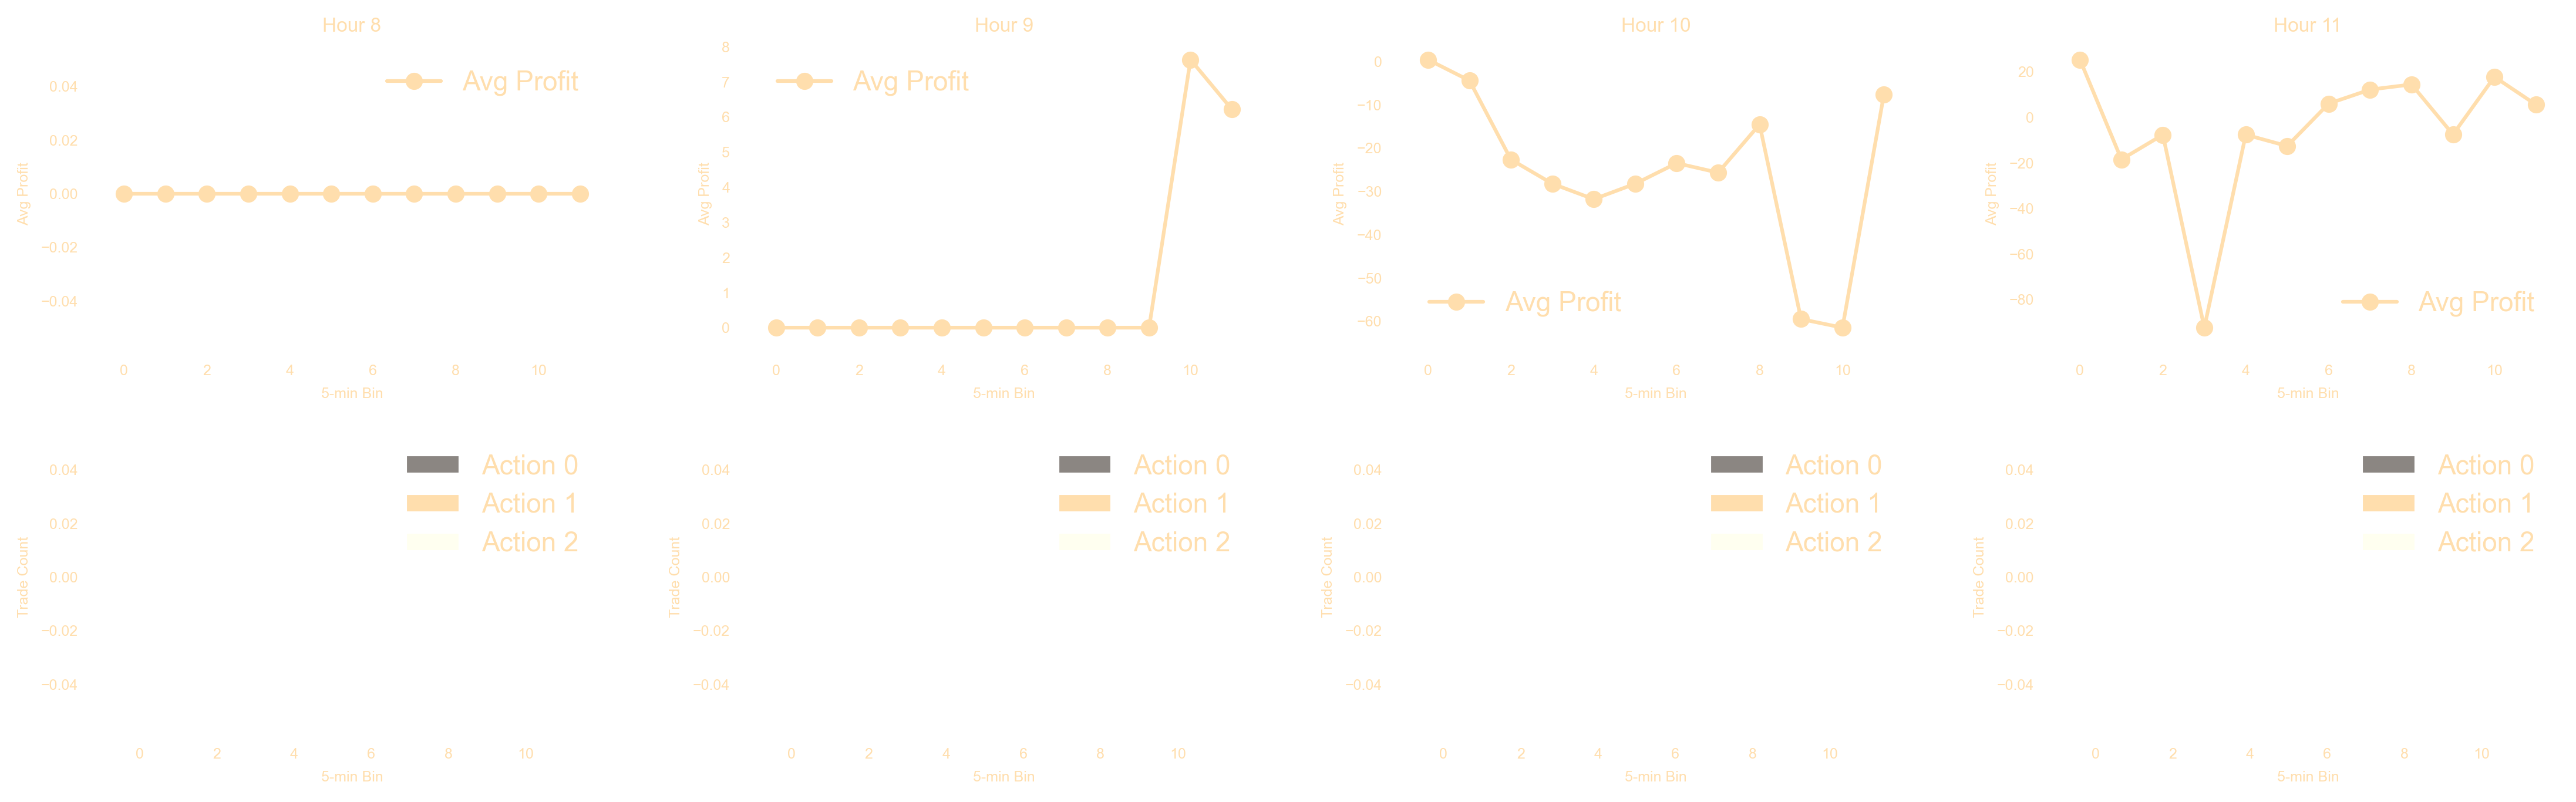 Hour 8
Avg Profit
0.04
0.02
0.00
−0.02
−0.04
Avg Profit
0 2 4 6 8 10
5-min Bin
Hour 9
Avg Profit
8
7
6
5
4
3
2
1
0
Avg Profit
0 2 4 6 8 10
5-min Bin
Hour 10
Avg Profit
0
−10
−20
−30
−40
−50
−60
Avg Profit
0 2 4 6 8 10
5-min Bin
Hour 11
Avg Profit
20
0
−20
−40
−60
−80
Avg Profit
0 2 4 6 8 10
5-min Bin
Trade Count
0.04
0.02
0.00
−0.02
−0.04
Action 0
Action 1
Action 2
0 2 4 6 8 10
5-min Bin
Trade Count
0.04
0.02
0.00
−0.02
−0.04
Action 0
Action 1
Action 2
0 2 4 6 8 10
5-min Bin
Trade Count
0.04
0.02
0.00
−0.02
−0.04
Action 0
Action 1
Action 2
0 2 4 6 8 10
5-min Bin
Trade Count
0.04
0.02
0.00
−0.02
−0.04
Action 0
Action 1
Action 2
0 2 4 6 8 10
5-min Bin